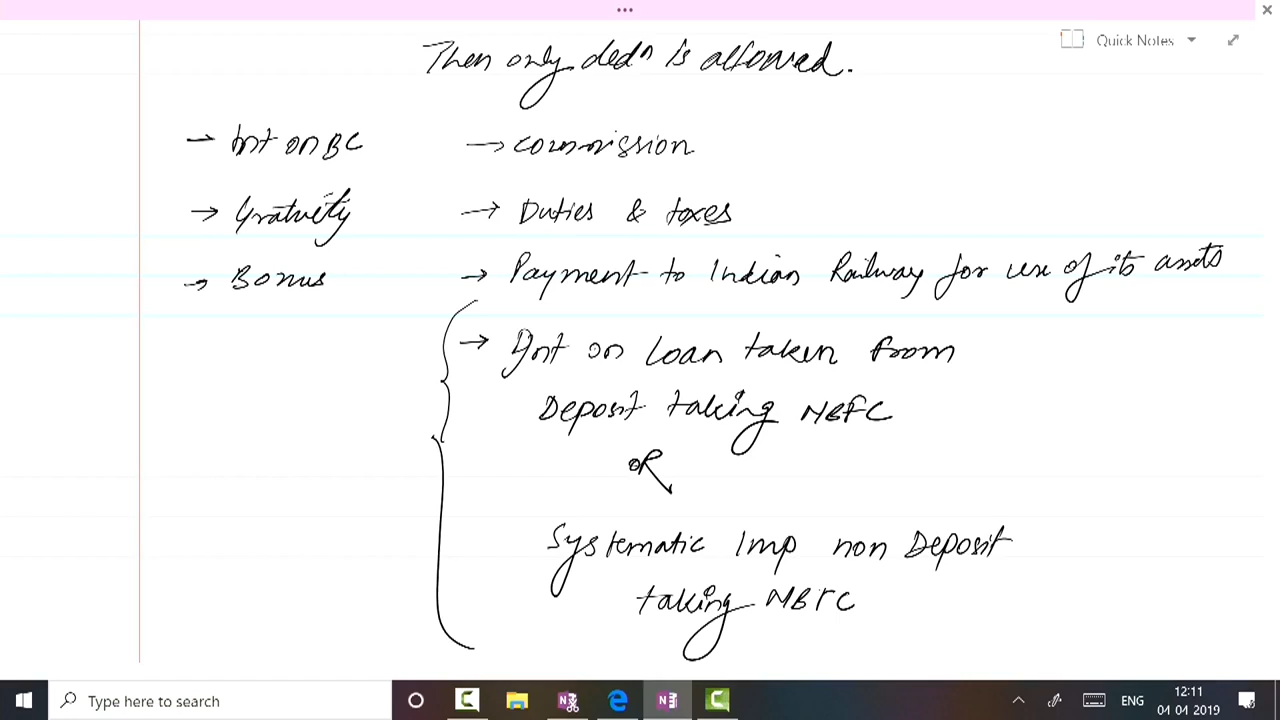 •••
Quick Notes
Then only dedn is allowed.
→ Int on BC → commission
→ Gratuity → Duties & taxes
→ Bonus → Payment to Indian Railway for use of its assets
→ Int on Loan taken from
Deposit taking NBFC
OR
Systematic Imp non Deposit
taking NBFC
Type here to search
ENG
12:11
04-04-2019